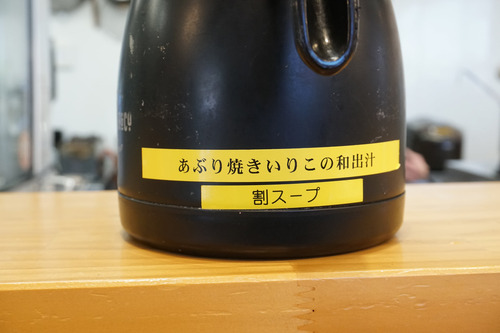 あぶり焼きいりこの和出汁
割スープ